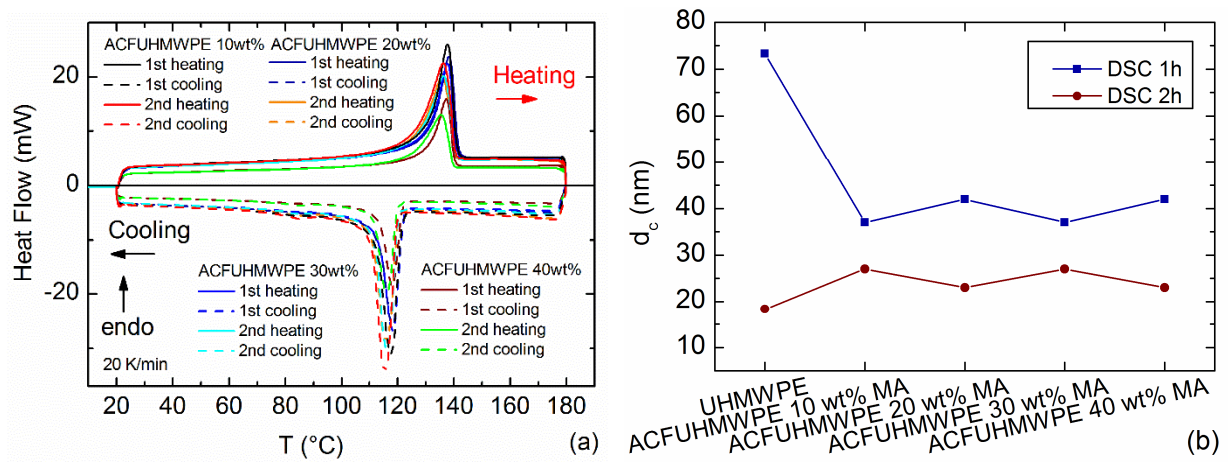 ACFUHMWPE 10wt% ACFUHMWPE 20wt%
1st heating 1st heating
1st cooling 1st cooling
2nd heating 2nd heating
2nd cooling 2nd cooling
Heating
20
0
-20
Heat Flow (mW)
Cooling
endo
20 K/min
ACFUHMWPE 30wt% ACFUHMWPE 40wt%
1st heating 1st heating
1st cooling 1st cooling
2nd heating 2nd heating
2nd cooling 2nd cooling
20 40 60 80 100 120 140 160 180
T (°C)
(a)
DSC 1h
DSC 2h
80
70
60
50
40
30
20
10
dc (nm)
UHMWPE
ACFUHMWPE 10 wt% MA
ACFUHMWPE 20 wt% MA
ACFUHMWPE 30 wt% MA
ACFUHMWPE 40 wt% MA
(b)